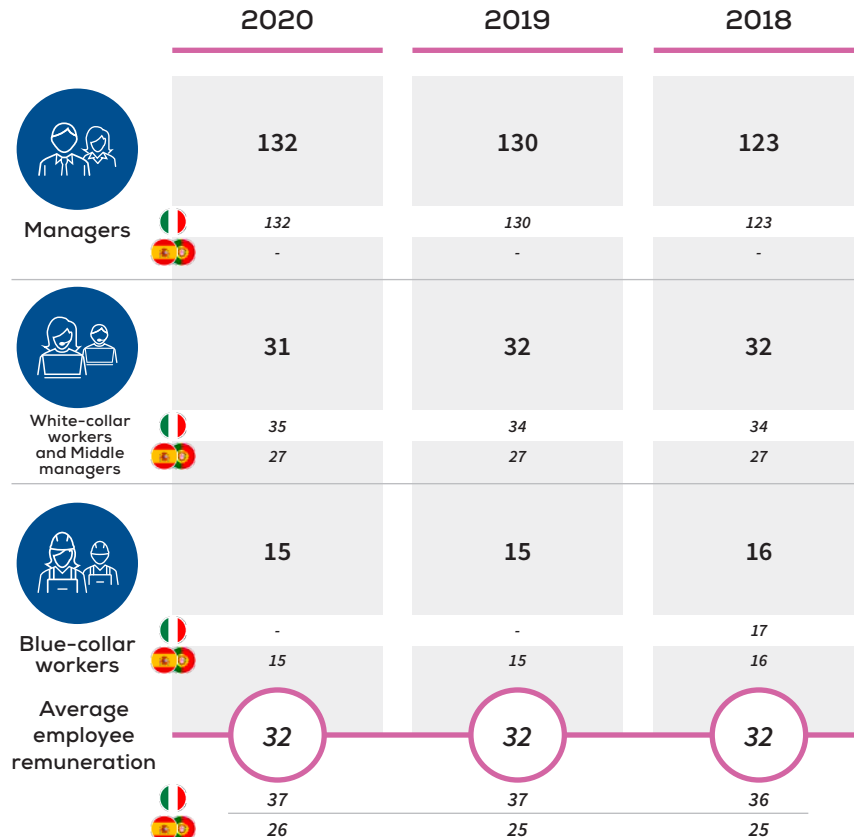 2020 2019 2018
132 130 123
Managers
132 130 123
- - -
31 32 32
White-collar
workers
and Middle
managers
35 34 34
27 27 27
15 15 16
Blue-collar
workers
- - 17
15 15 16
Average
employee
remuneration
32 32 32
37 37 36
26 25 25